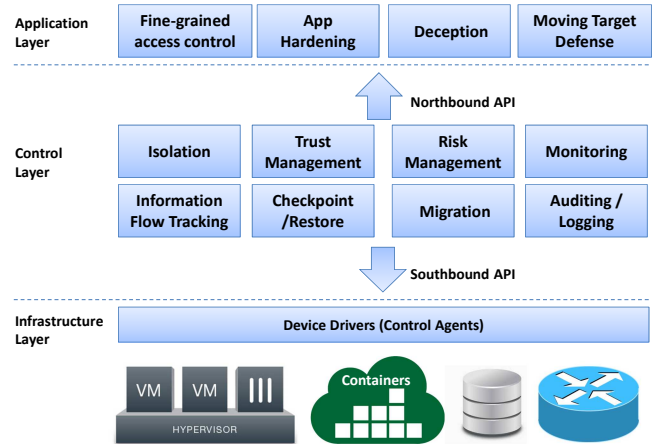 Application
Layer
Fine-grained
access control
App
Hardening
Deception
Moving Target
Defense
Northbound API
Control
Layer
Isolation
Trust
Management
Risk
Management
Monitoring
Information
Flow Tracking
Checkpoint
/Restore
Migration
Auditing /
Logging
Southbound API
Infrastructure
Layer
Device Drivers (Control Agents)
VM
VM
HYPERVISOR
Containers